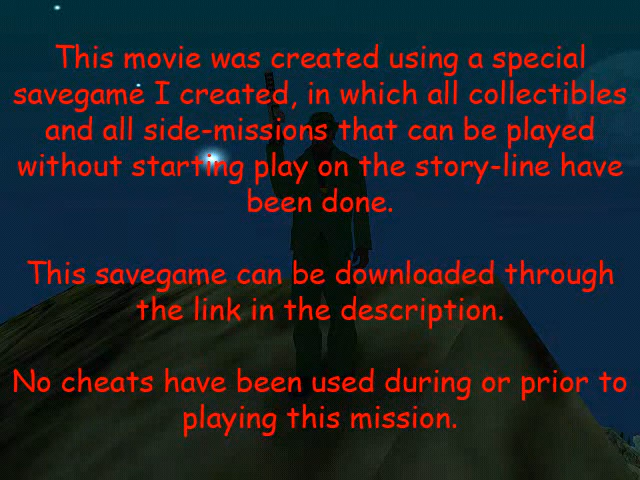 This movie was created using a special
savegame I created, in which all collectibles
and all side-missions that can be played
without starting play on the story-line have
been done.
This savegame can be downloaded through
the link in the description.
No cheats have been used during or prior to
playing this mission.